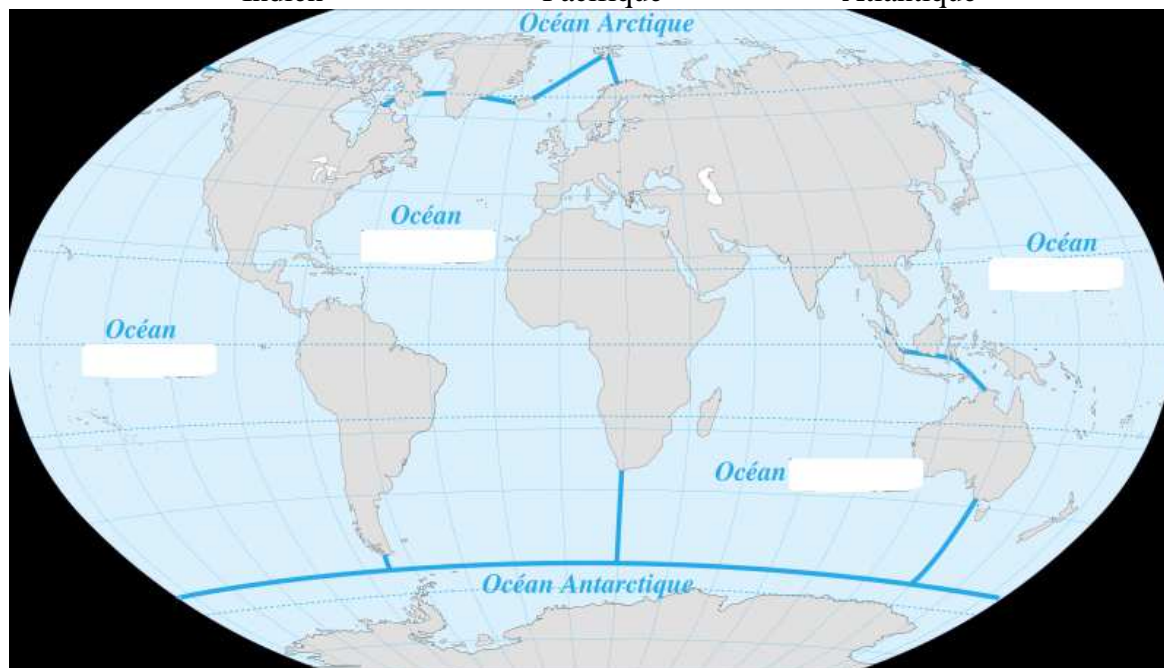 Indien Pacifique Atlantique
Océan Arctique
Océan
Océan
Océan
Océan
Océan Antarctique